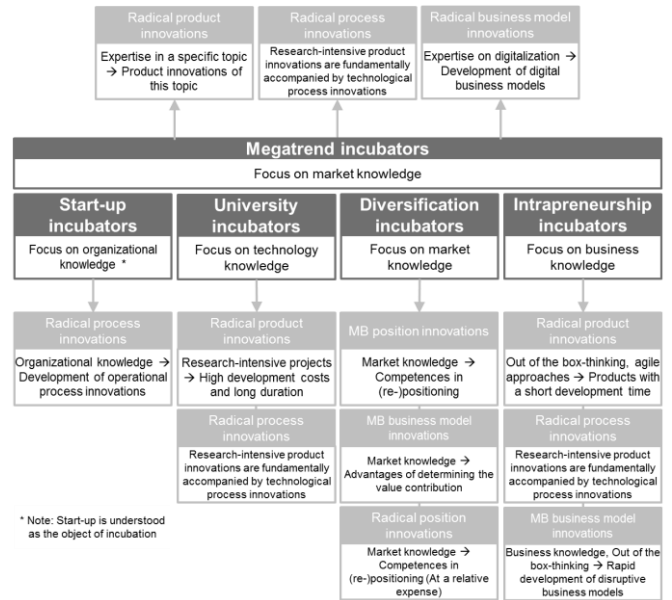 Radical product
innovations
Expertise in a specific topic
→ Product innovations of
this topic
Radical process
innovations
Research-intensive product
innovations are fundamentally
accompanied by technological
process innovations
Radical business model
innovations
Expertise on digitalization →
Development of digital
business models
Megatrend incubators
Focus on market knowledge
Start-up
incubators
Focus on organizational
knowledge *
University
incubators
Focus on technology
knowledge
Diversification
incubators
Focus on market
knowledge
Intrapreneurship
incubators
Focus on business
knowledge
Radical process
innovations
Organizational knowledge →
Development of operational
process innovations
Radical product
innovations
Research-intensive projects
→ High development costs
and long duration
Radical process
innovations
Research-intensive product
innovations are fundamentally
accompanied by technological
process innovations
MB position innovations
Market knowledge →
Competences in
(re-)positioning
MB business model
innovations
Market knowledge →
Advantages of determining the
value contribution
Radical position
innovations
Market knowledge →
Competences in
(re-)positioning (At a relative
expense)
Radical product
innovations
Out of the box-thinking, agile
approaches → Products with
a short development time
Radical process
innovations
Research-intensive product
innovations are fundamentally
accompanied by technological
process innovations
MB business model
innovations
Business knowledge, Out of the
box-thinking → Rapid
development of disruptive
business models
* Note: Start-up is understood
as the object of incubation